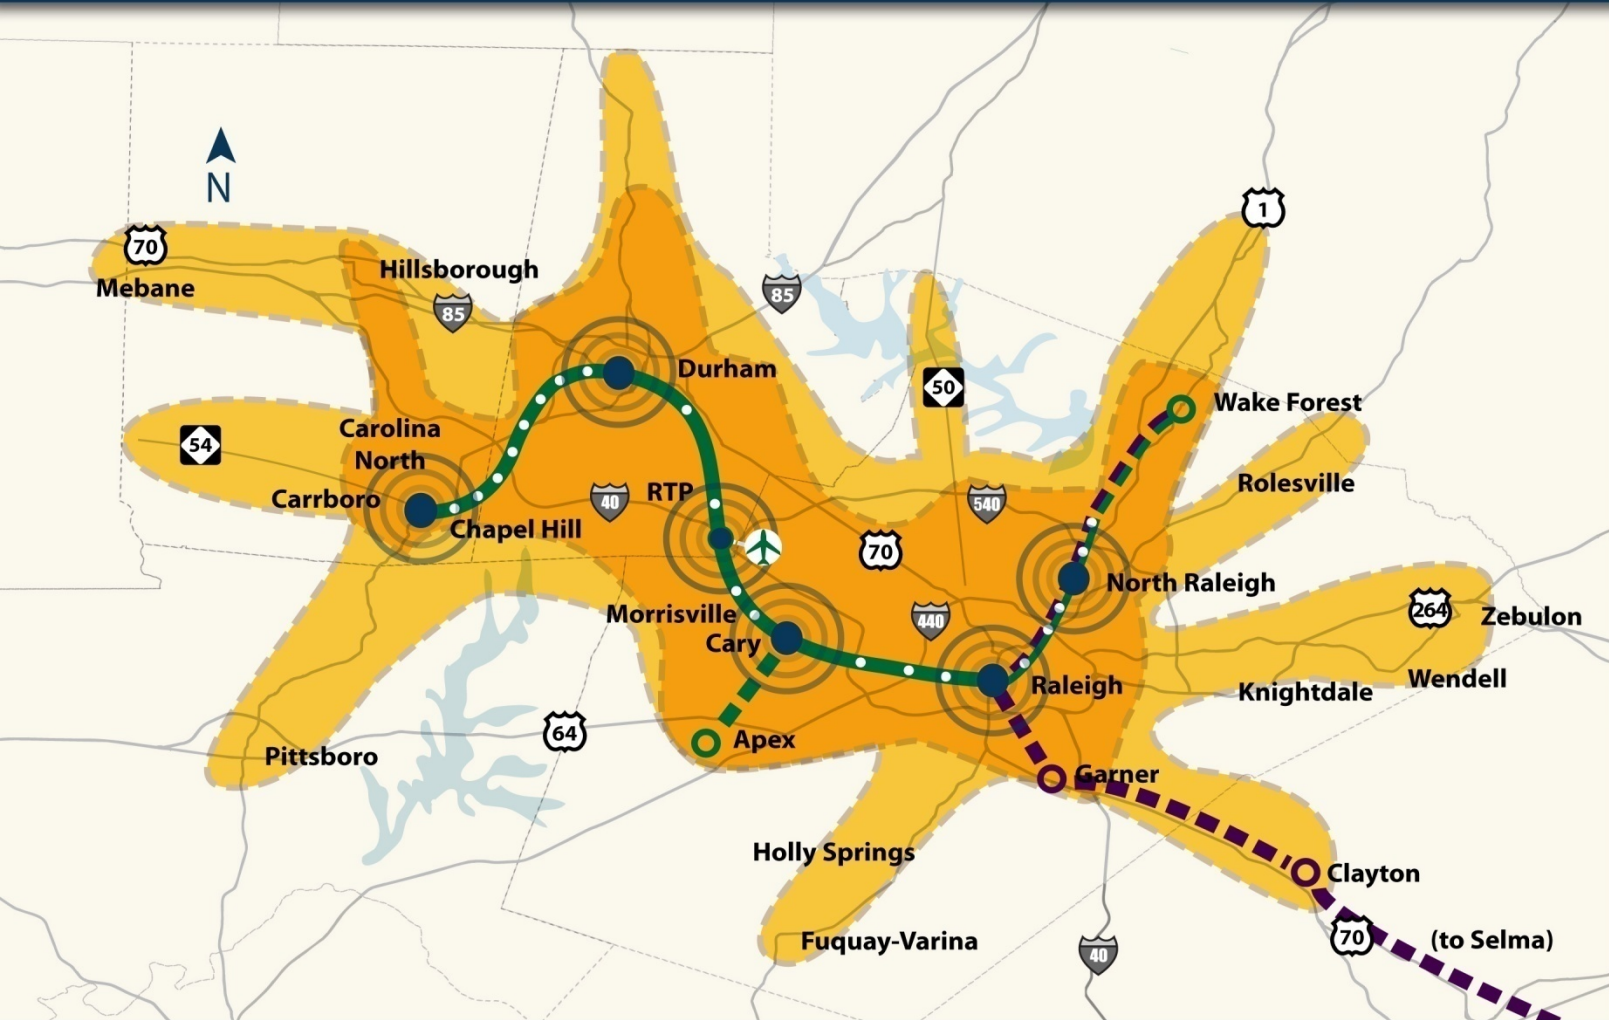 1
N
70
Mebane
Hillsborough
85
85
Durham
50
Wake Forest
54
Carolina
North
Carrboro
Chapel Hill
40
RTP
540
Rolesville
70
North Raleigh
Morrisville
Cary
440
264
Zebulon
Raleigh
Knightdale
Wendell
64
Pittsboro
Apex
Garner
Holly Springs
Clayton
Fuquay-Varina
40
70
(to Selma)